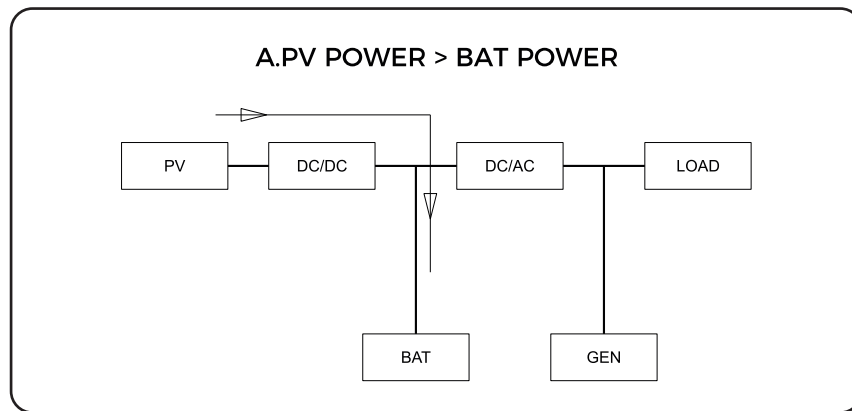 A.PV POWER > BAT POWER
PV
DC/DC
DC/AC
LOAD
BAT
GEN